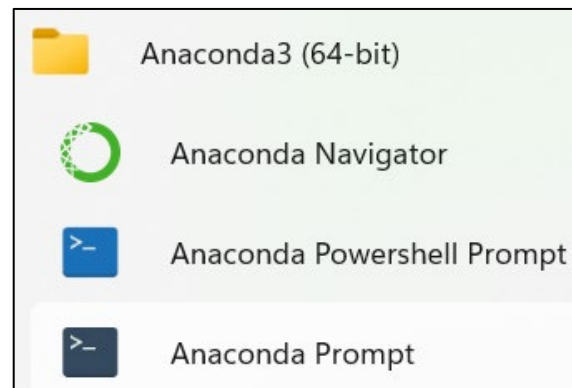 Anaconda3 (64-bit)
Anaconda Navigator
>_ Anaconda Powershell Prompt
>_ Anaconda Prompt